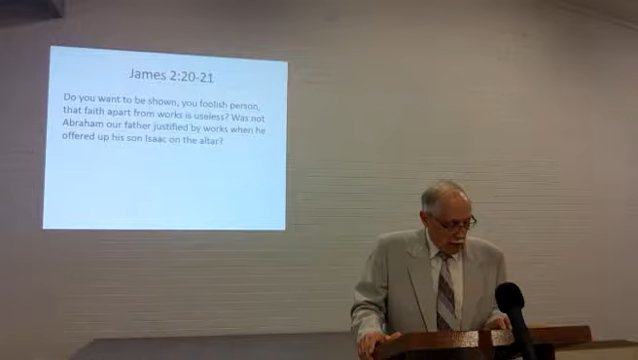 James 2:20-21
Do you want to be shown, you foolish person,
that faith apart from works is useless? Was not
Abraham our father justified by works when he
offered up his son Isaac on the altar?